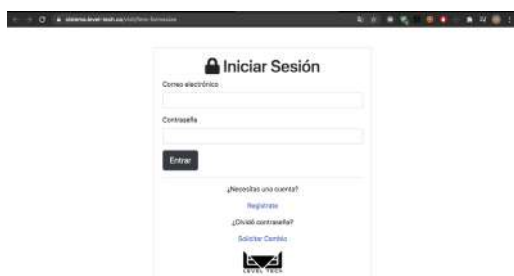 Iniciar Sesión
Correo electrónico
Contraseña
Entrar
¿Necesitas una cuenta?
Registrate
¿Olvidó contraseña?
Solicitar Cambio
LEVEL TECH